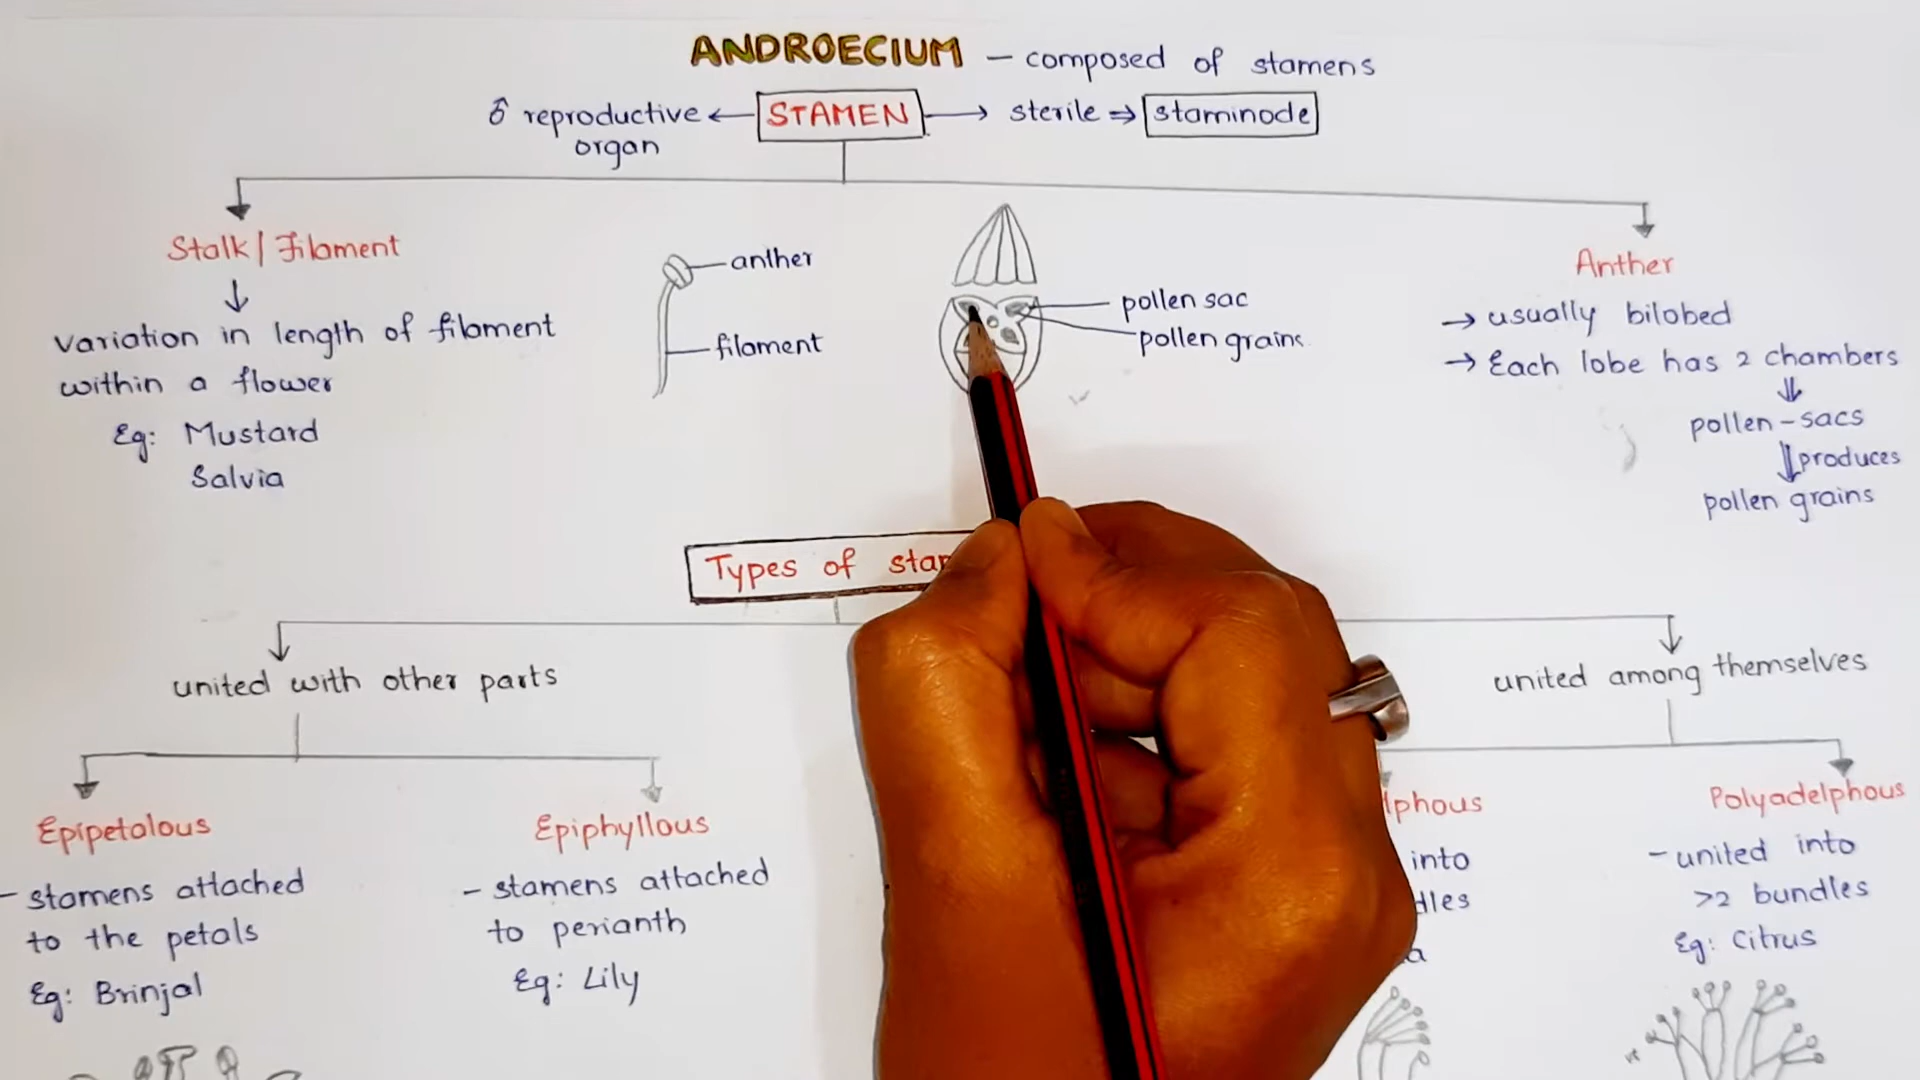 ANDROECIUM – composed of stamens
♂ reproductive organ ← STAMEN → sterile ⇒ staminode
Stalk / Filament
variation in length of filament
within a flower
Eg: Mustard
Salvia
anther
filament
pollen sac
pollen grains
Anther
→ usually bilobed
→ Each lobe has 2 chambers
pollen - sacs
produces
pollen grains
Types of
united with other parts
united among themselves
Epipetalous
- stamens attached
to the petals
Eg: Brinjal
Epiphyllous
- stamens attached
to perianth
Eg: Lily
into
Polyadelphous
- united into
>2 bundles
Eg: Citrus